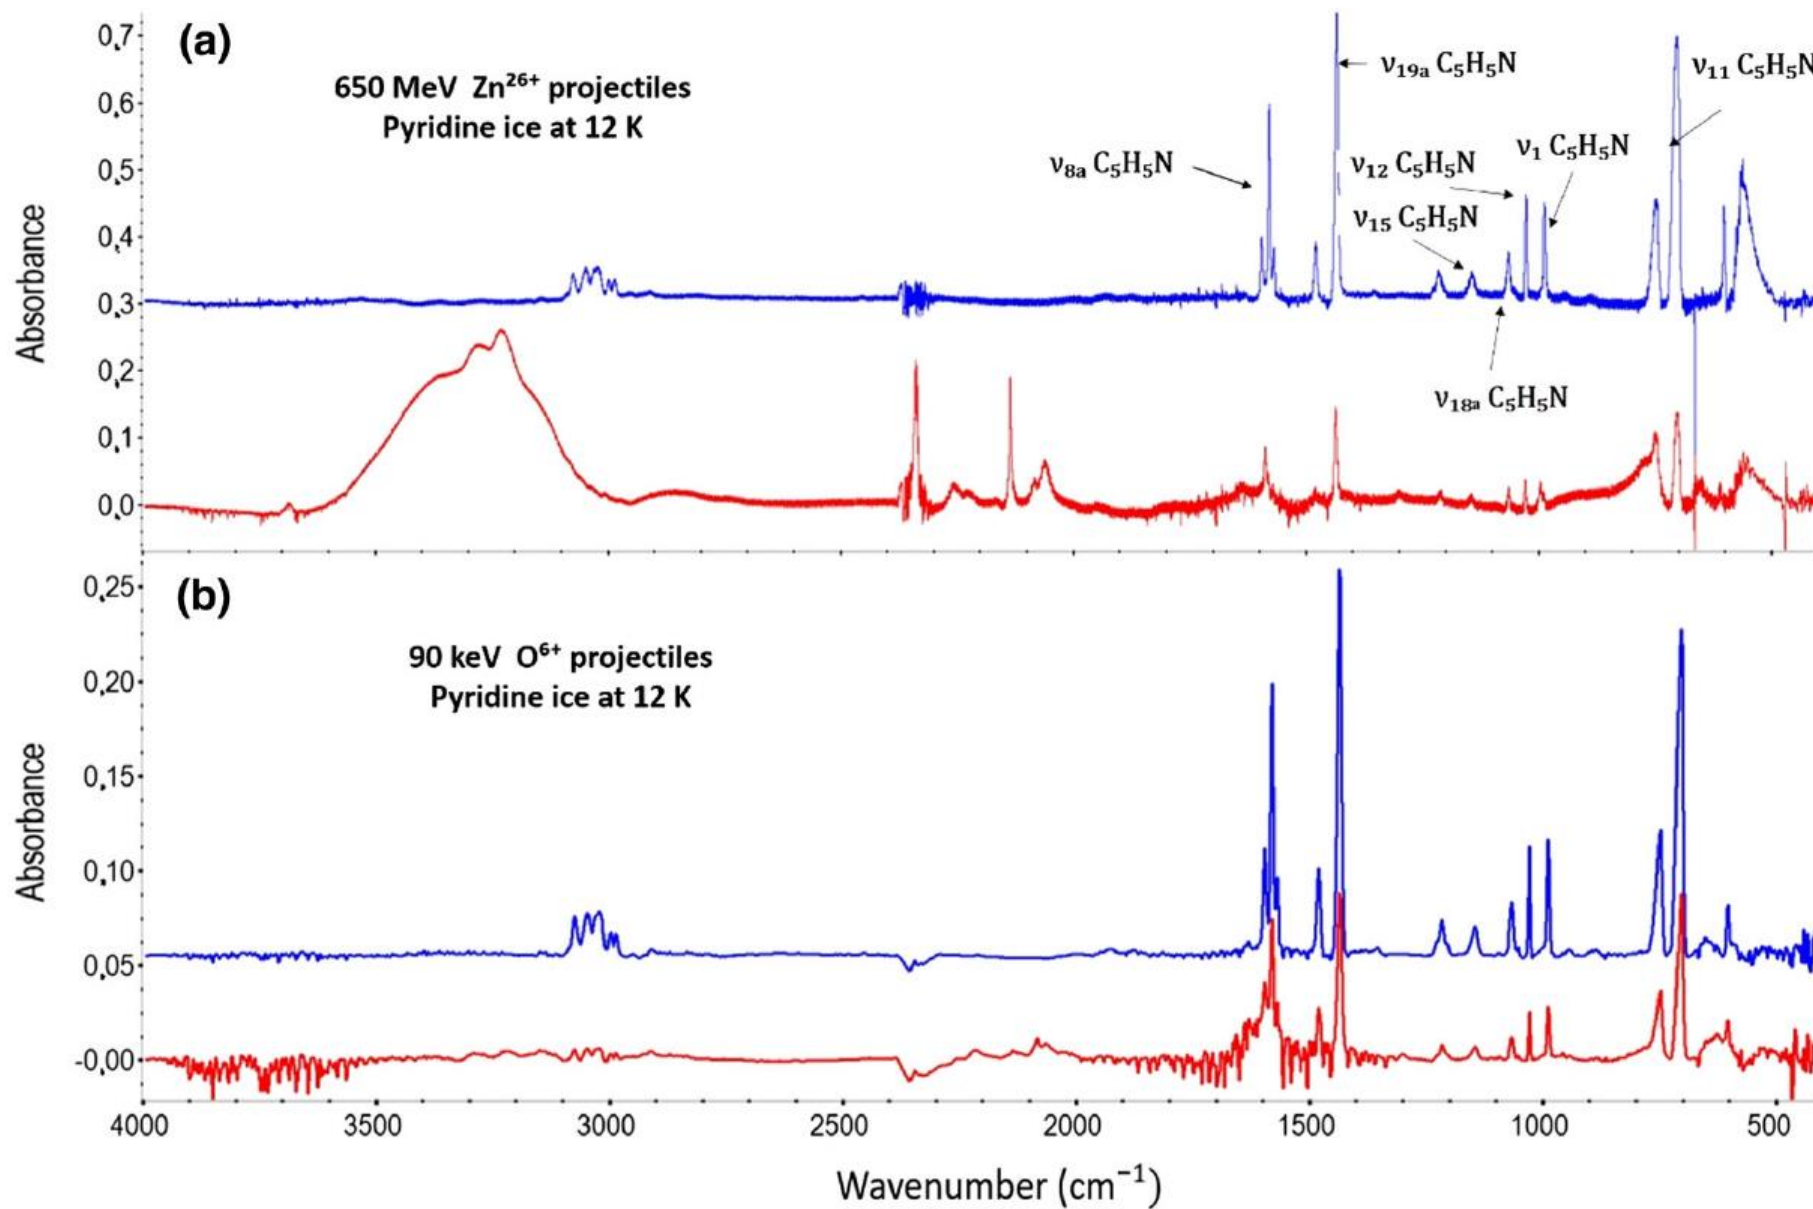 (a)
650 MeV Zn²⁶⁺ projectiles
Pyridine ice at 12 K
ν₈ₐ C₅H₅N
ν₁₉ₐ C₅H₅N
ν₁₁ C₅H₅N
ν₁₂ C₅H₅N
ν₁ C₅H₅N
ν₁₅ C₅H₅N
ν₁₈ₐ C₅H₅N
Absorbance
0,7
0,6
0,5
0,4
0,3
0,2
0,1
0,0
(b)
90 keV O⁶⁺ projectiles
Pyridine ice at 12 K
Absorbance
0,25
0,20
0,15
0,10
0,05
-0,00
4000 3500 3000 2500 2000 1500 1000 500
Wavenumber (cm⁻¹)